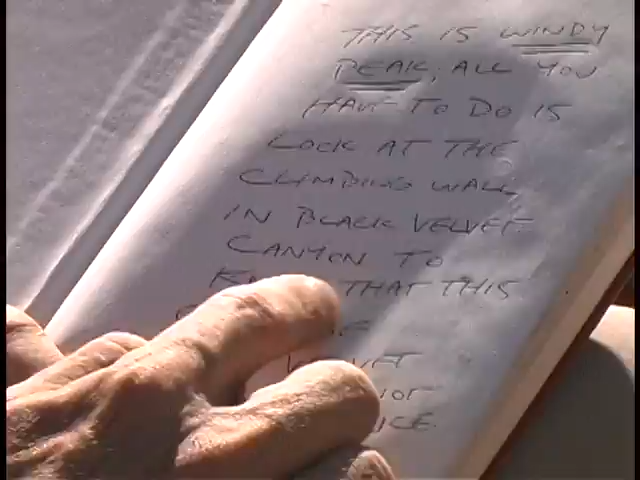 THIS IS WINDY
PEAK, ALL YOU
HAVE TO DO IS
LOOK AT THE
CLIMBING WALL
IN BLACK VELVET
CANYON TO
THAT THIS
VELVET